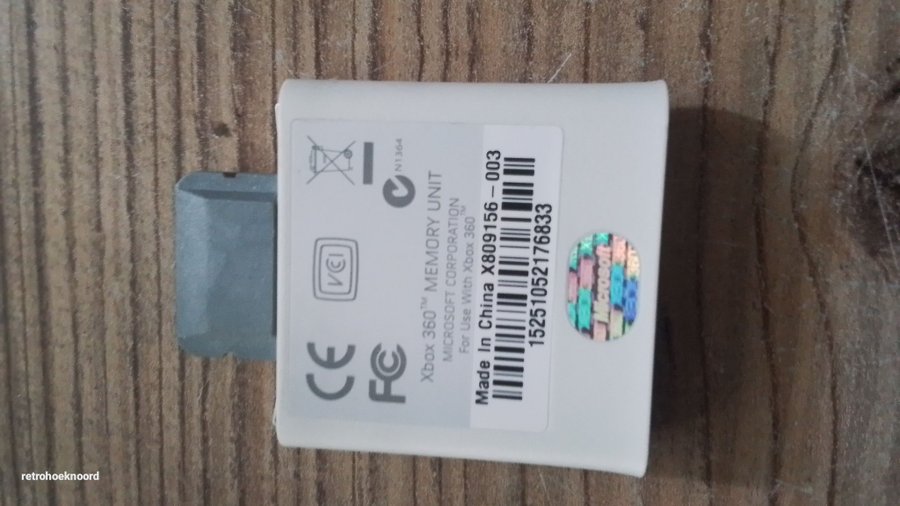 N1364
Xbox 360™ MEMORY UNIT
MICROSOFT CORPORATION
For Use With Xbox 360™
Made In China X809156-003
15251052176833
Microsoft
CE
FC
VCI
retrohoeknoord